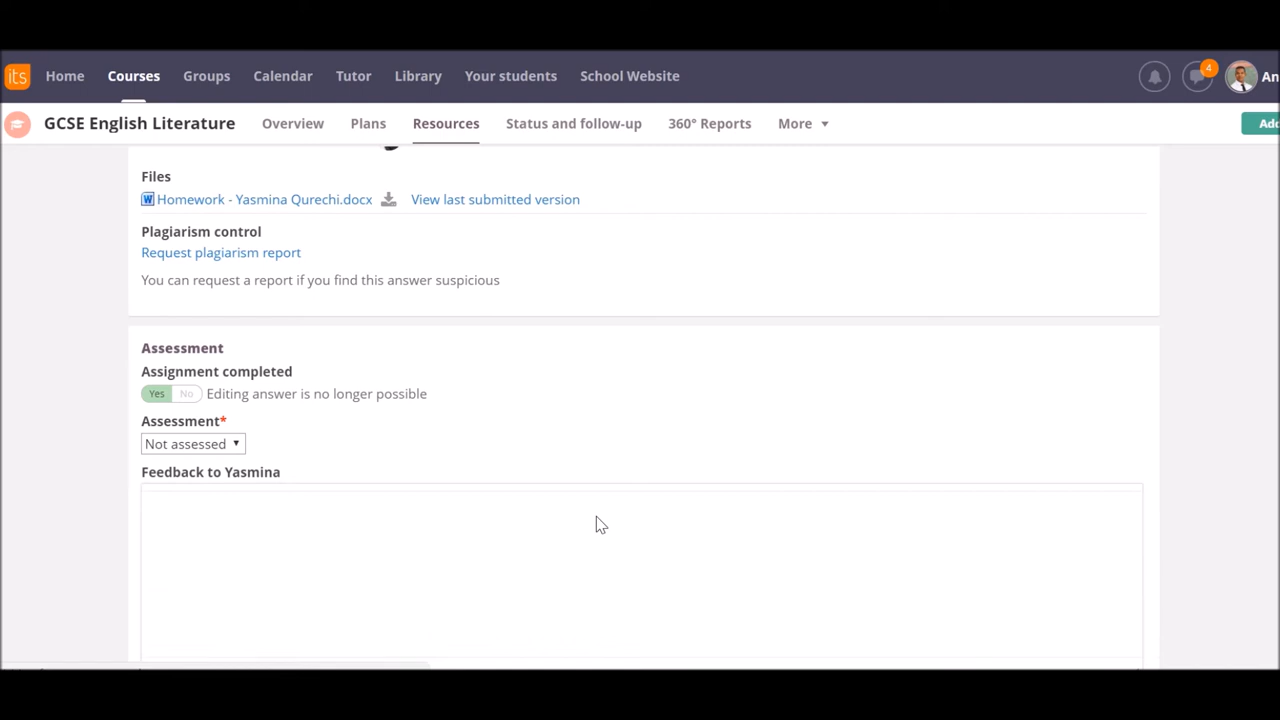 its Home Courses Groups Calendar Tutor Library Your students School Website 4 An
GCSE English Literature Overview Plans Resources Status and follow-up 360° Reports More Add
Files
Homework - Yasmina Qurechi.docx View last submitted version
Plagiarism control
Request plagiarism report
You can request a report if you find this answer suspicious
Assessment
Assignment completed
Yes No Editing answer is no longer possible
Assessment*
Not assessed
Feedback to Yasmina